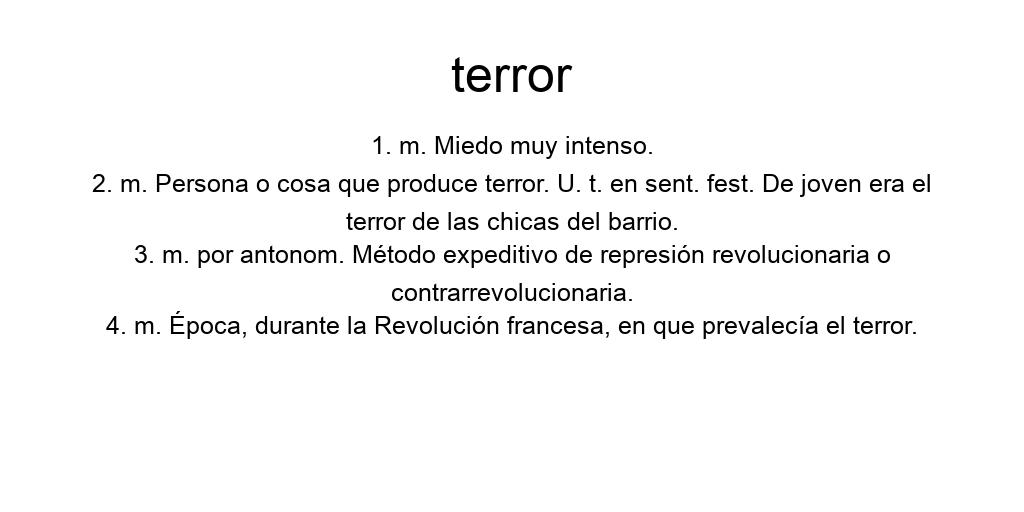 terror
1. m. Miedo muy intenso.
2. m. Persona o cosa que produce terror. U. t. en sent. fest. De joven era el
terror de las chicas del barrio.
3. m. por antonom. Método expeditivo de represión revolucionaria o
contrarrevolucionaria.
4. m. Época, durante la Revolución francesa, en que prevalecía el terror.